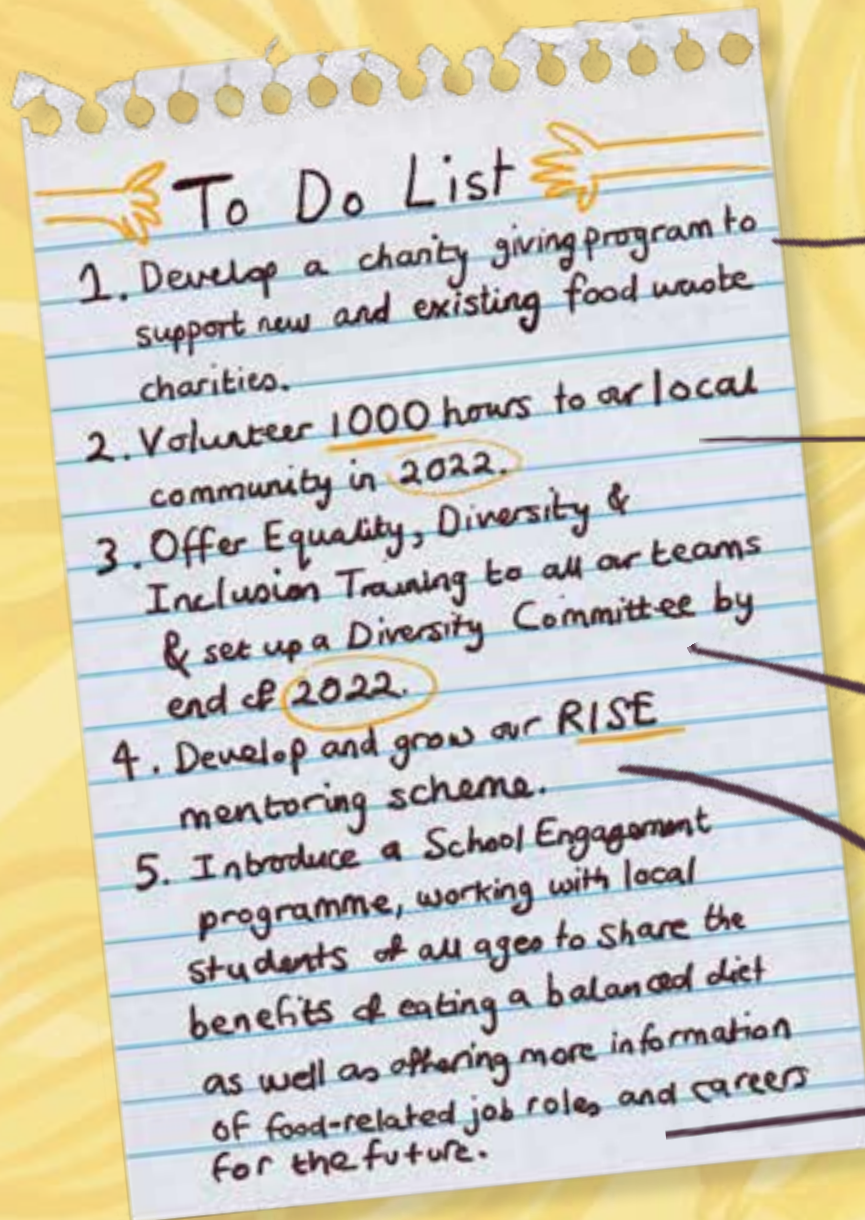 To Do List
1. Develop a charity giving program to
support new and existing food waste
charities.
2. Volunteer 1000 hours to our local
community in 2022.
3. Offer Equality, Diversity &
Inclusion Training to all our teams
& set up a Diversity Committee by
end of 2022.
4. Develop and grow our RISE
mentoring scheme.
5. Introduce a School Engagement
programme, working with local
students of all ages to share the
benefits of eating a balanced diet
as well as offering more information
of food-related job roles and careers
for the future.